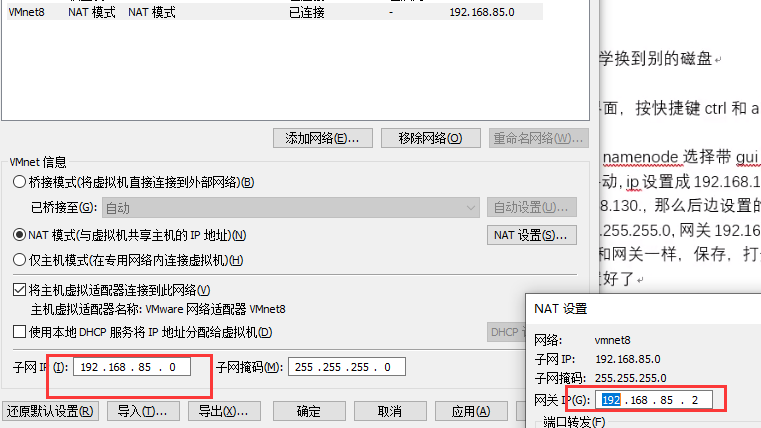 VMnet8 NAT 模式 NAT 模式 已连接 - 192.168.85.0
添加网络(E)... 移除网络(O) 重命名网络(W)...
VMnet 信息
桥接模式(将虚拟机直接连接到外部网络)(B)
已桥接至(G): 自动 自动设置(U)...
NAT 模式(与虚拟机共享主机的 IP 地址)(N) NAT 设置(S)...
仅主机模式(在专用网络内连接虚拟机)(H)
将主机虚拟适配器连接到此网络(V)
主机虚拟适配器名称: VMware 网络适配器 VMnet8
使用本地 DHCP 服务将 IP 地址分配给虚拟机(D) DHCP
子网 IP (I): 192 . 168 . 85 . 0 子网掩码(M): 255 . 255 . 255 . 0
还原默认设置(R) 导入(T)... 导出(X)... 确定 取消 应用(A)
学换到别的磁盘
界面，按快捷键 ctrl 和 a
namenode 选择带 gui
动, ip 设置成 192.168.1
8.130.，那么后边设置的
.255.255.0, 网关 192.16
和网关一样，保存，打
好了
NAT 设置
网络: vmnet8
子网 IP: 192.168.85.0
子网掩码: 255.255.255.0
网关 IP(G): 192 . 168 . 85 . 2
端口转发(F)